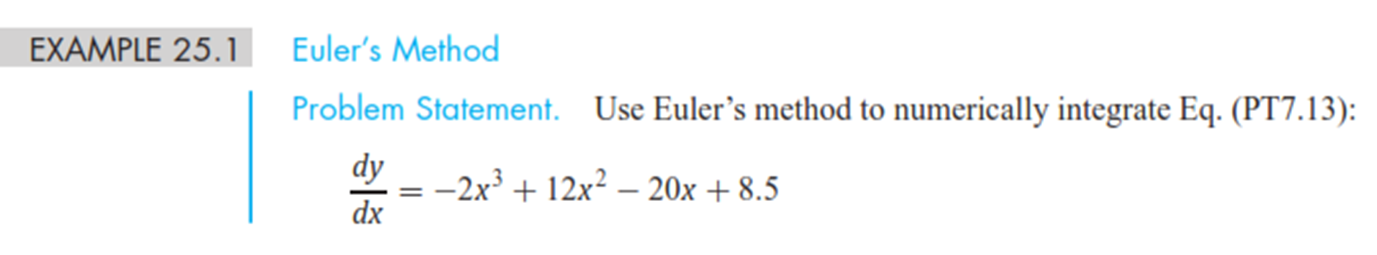 EXAMPLE 25.1 Euler’s Method
Problem Statement. Use Euler’s method to numerically integrate Eq. (PT7.13):
dy/dx = −2x³ + 12x² − 20x + 8.5